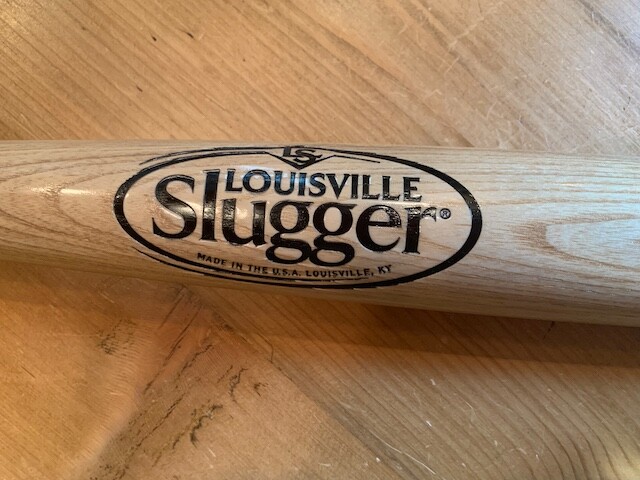 LS
LOUISVILLE
Slugger®
MADE IN THE U.S.A. LOUISVILLE, KY